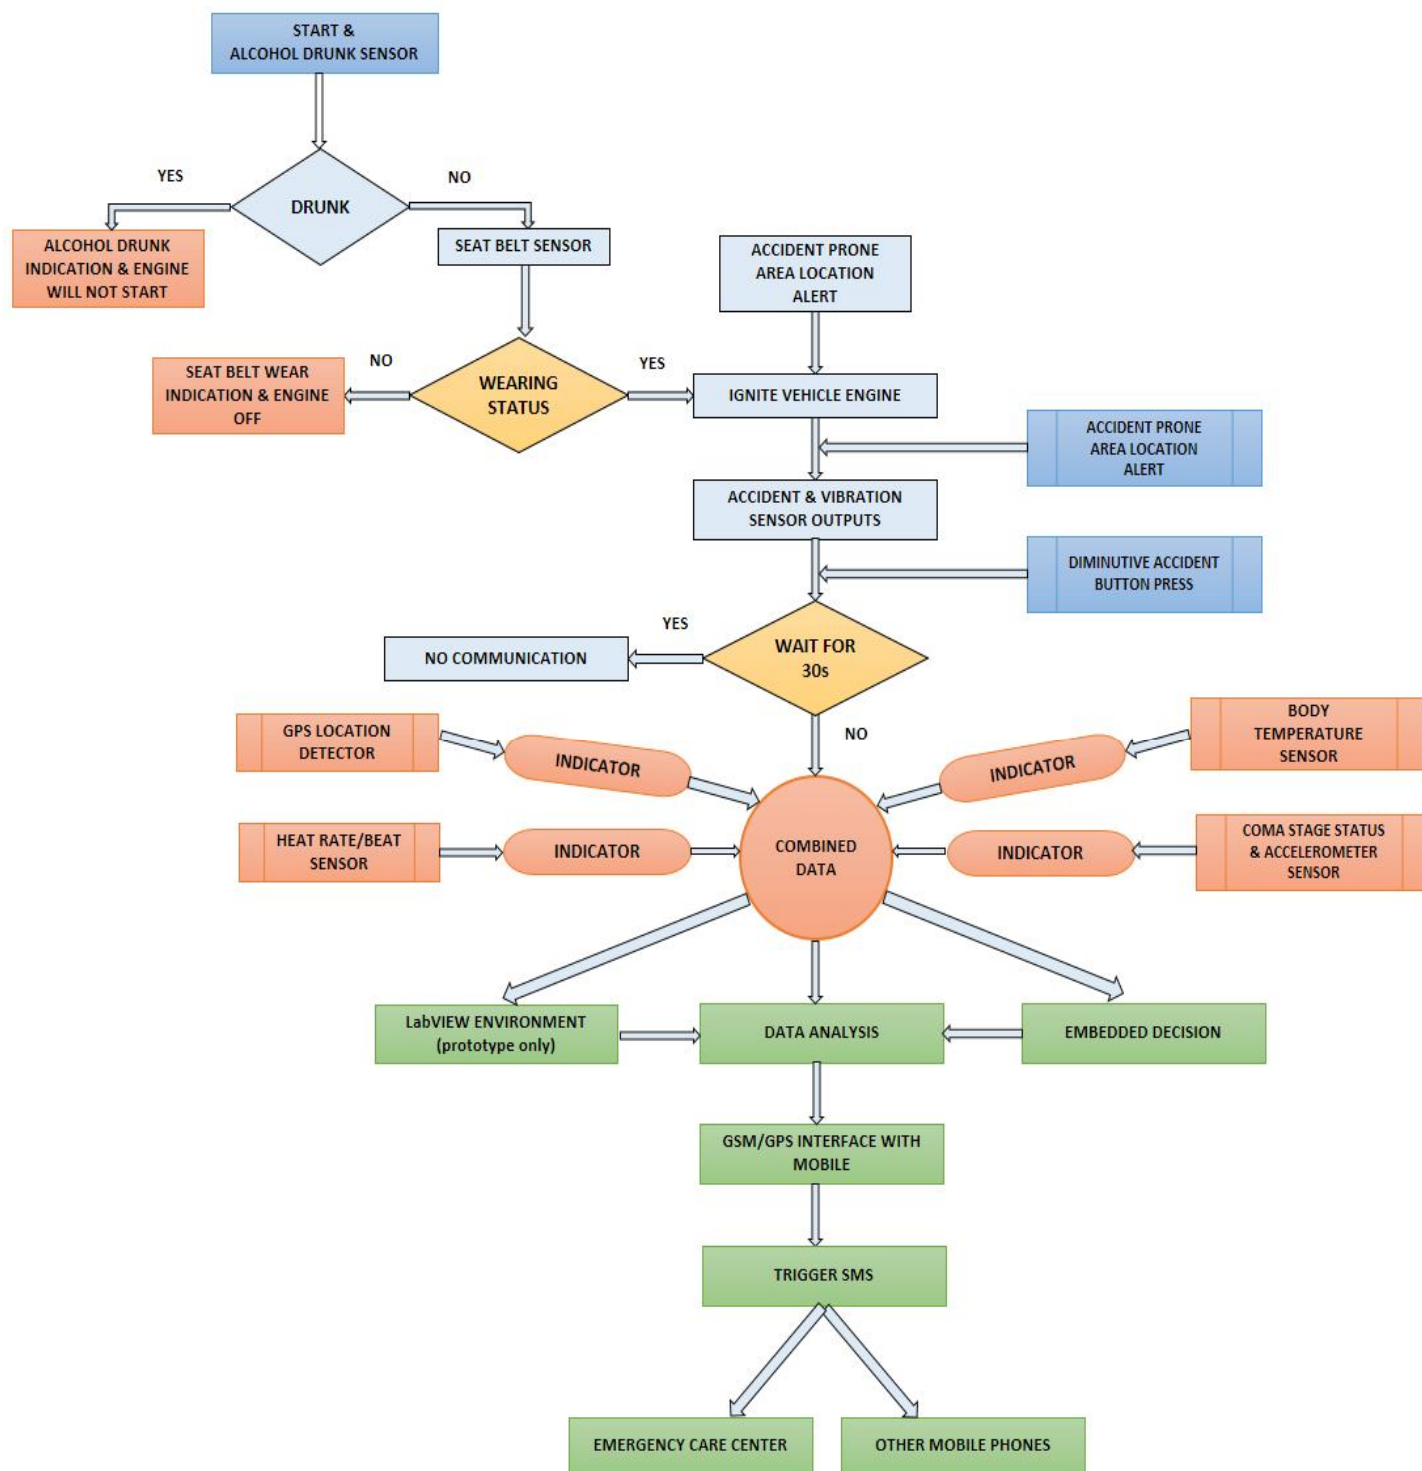 START &
ALCOHOL DRUNK SENSOR
YES
NO
DRUNK
ALCOHOL DRUNK
INDICATION & ENGINE
WILL NOT START
SEAT BELT SENSOR
ACCIDENT PRONE
AREA LOCATION
ALERT
NO
YES
SEAT BELT WEAR
INDICATION & ENGINE
OFF
WEARING
STATUS
IGNITE VEHICLE ENGINE
ACCIDENT PRONE
AREA LOCATION
ALERT
ACCIDENT & VIBRATION
SENSOR OUTPUTS
DIMINUTIVE ACCIDENT
BUTTON PRESS
YES
NO COMMUNICATION
WAIT FOR
30s
NO
GPS LOCATION
DETECTOR
INDICATOR
INDICATOR
BODY
TEMPERATURE
SENSOR
HEAT RATE/BEAT
SENSOR
INDICATOR
COMBINED
DATA
INDICATOR
COMA STAGE STATUS
& ACCELEROMETER
SENSOR
LabVIEW ENVIRONMENT
(prototype only)
DATA ANALYSIS
EMBEDDED DECISION
GSM/GPS INTERFACE WITH
MOBILE
TRIGGER SMS
EMERGENCY CARE CENTER
OTHER MOBILE PHONES